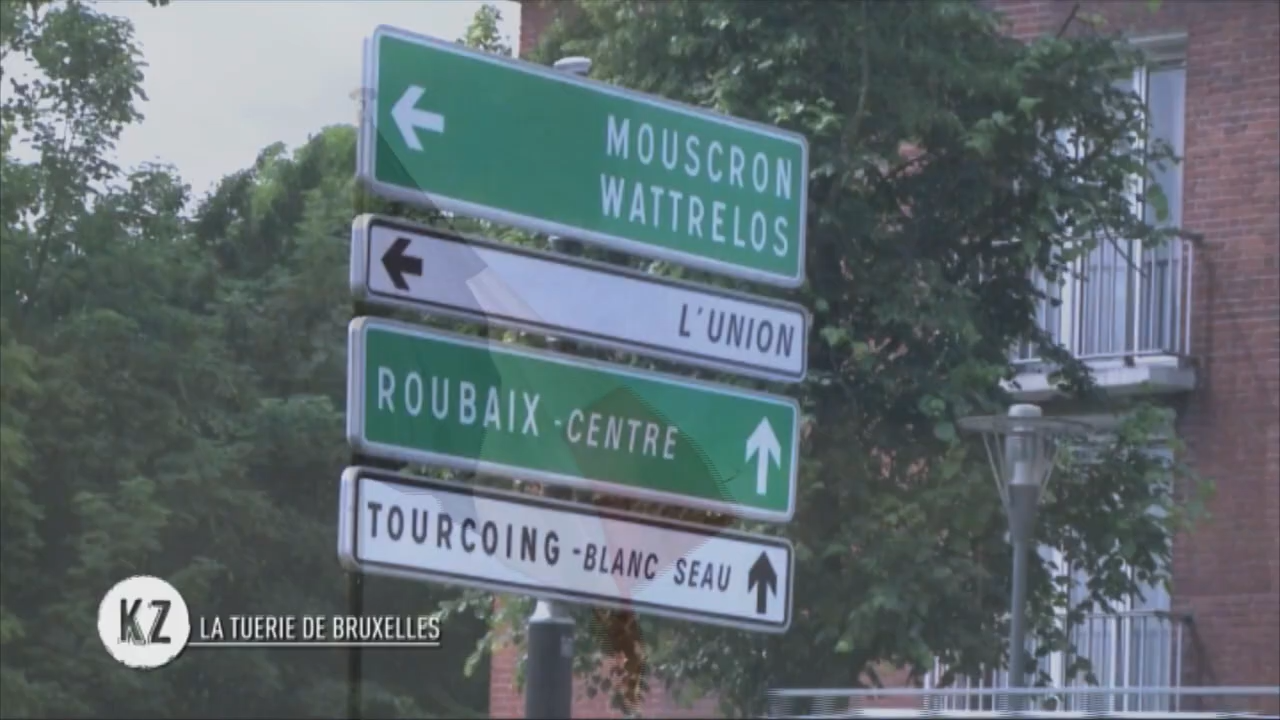 MOUSCRON
WATTRELOS
L'UNION
ROUBAIX - CENTRE
TOURCOING - BLANC SEAU
KZ
LA TUERIE DE BRUXELLES